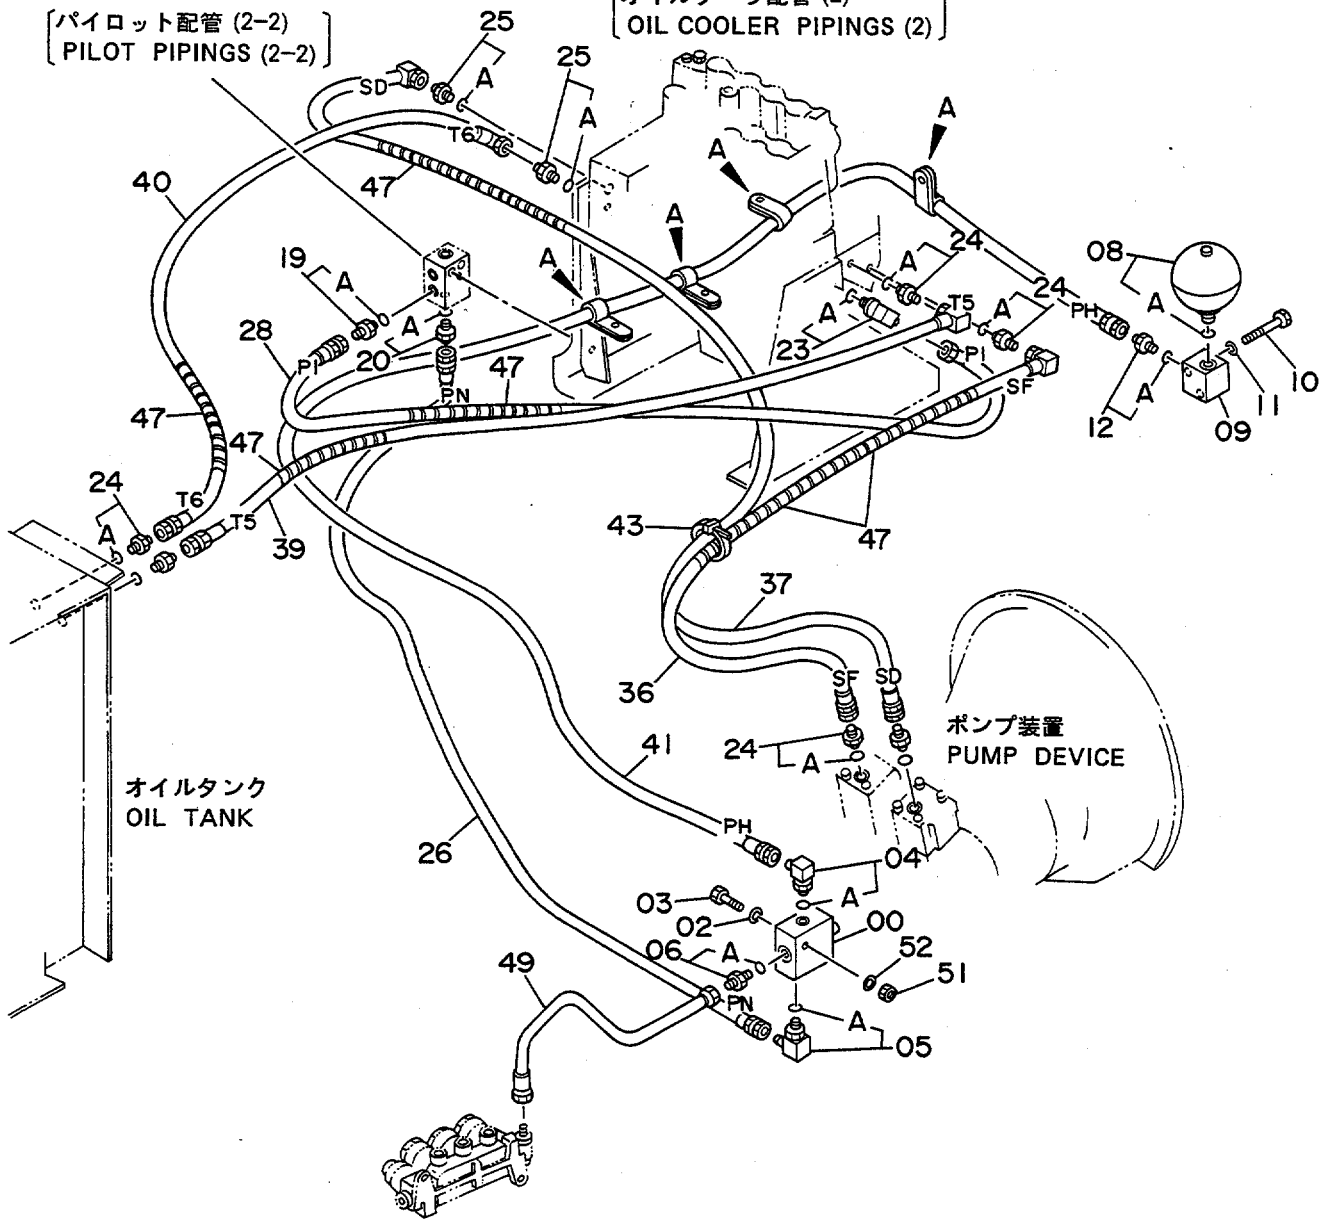 パイロット配管 (2-2)
PILOT PIPINGS (2-2)
OIL COOLER PIPINGS (2)
25
A
SD
25
A
T6
A
A
40
47
A
24
A
08
A
19
A
A
24
A
T5
PH
A
28
A
20
P1
23
A
P1
10
11
09
12
A
47
PN
SF
47
47
24
A
T6
T5
39
43
47
37
36
SF
SD
24
A
ポンプ装置
PUMP DEVICE
41
オイルタンク
OIL TANK
26
PH
04
A
03
02
00
06
A
52
51
49
PN
A
05